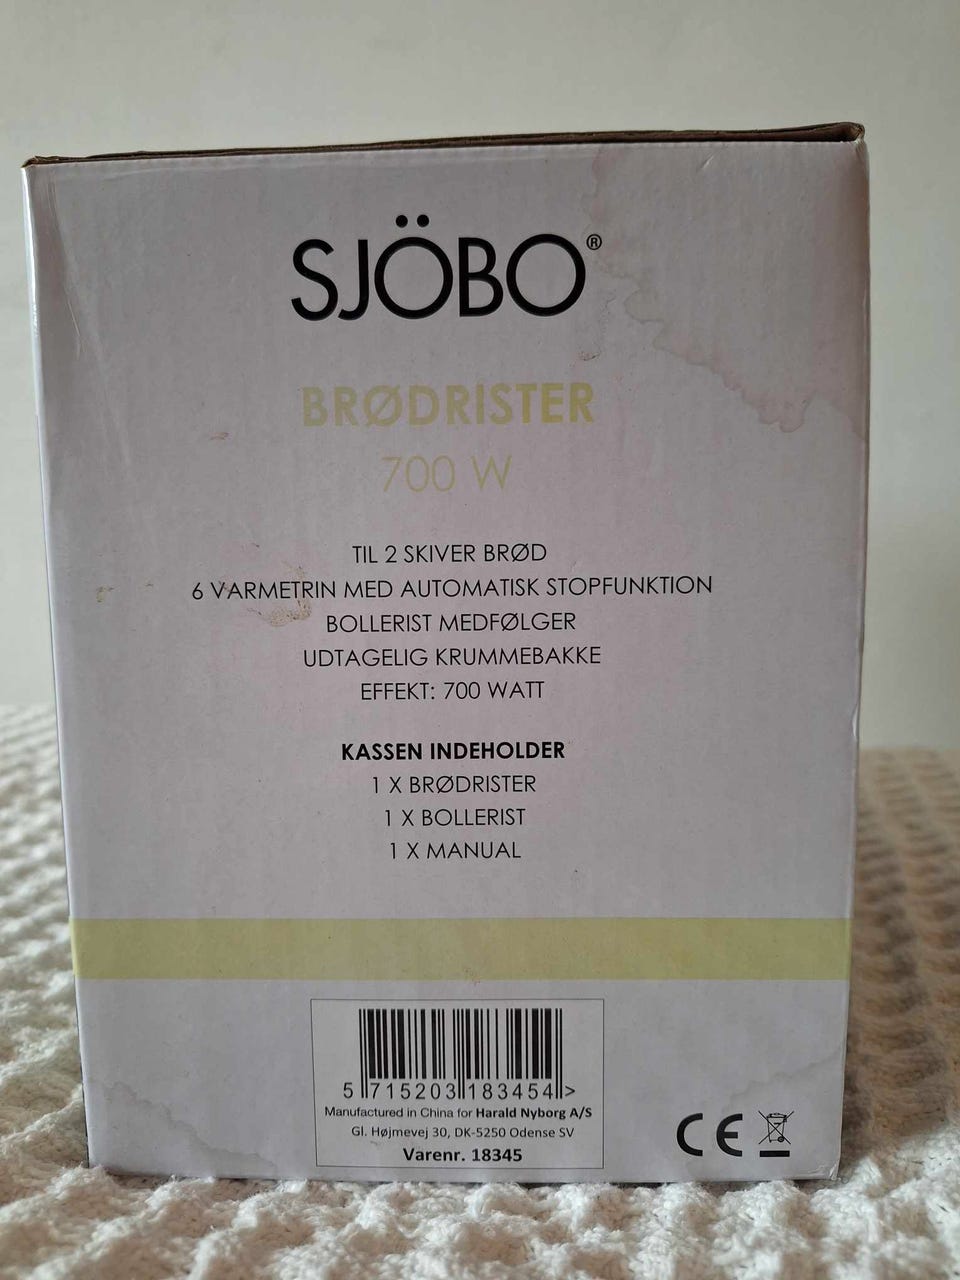 SJÖBO®
BRØDRISTER
700 W
TIL 2 SKIVER BRØD
6 VARMETRIN MED AUTOMATISK STOPFUNKTION
BOLLERIST MEDFØLGER
UDTAGELIG KRUMMEBAKKE
EFFEKT: 700 WATT
KASSEN INDEHOLDER
1 X BRØDRISTER
1 X BOLLERIST
1 X MANUAL
5 715203 183454 >
Manufactured in China for Harald Nyborg A/S
Gl. Højmevej 30, DK-5250 Odense SV
Varenr. 18345
CE